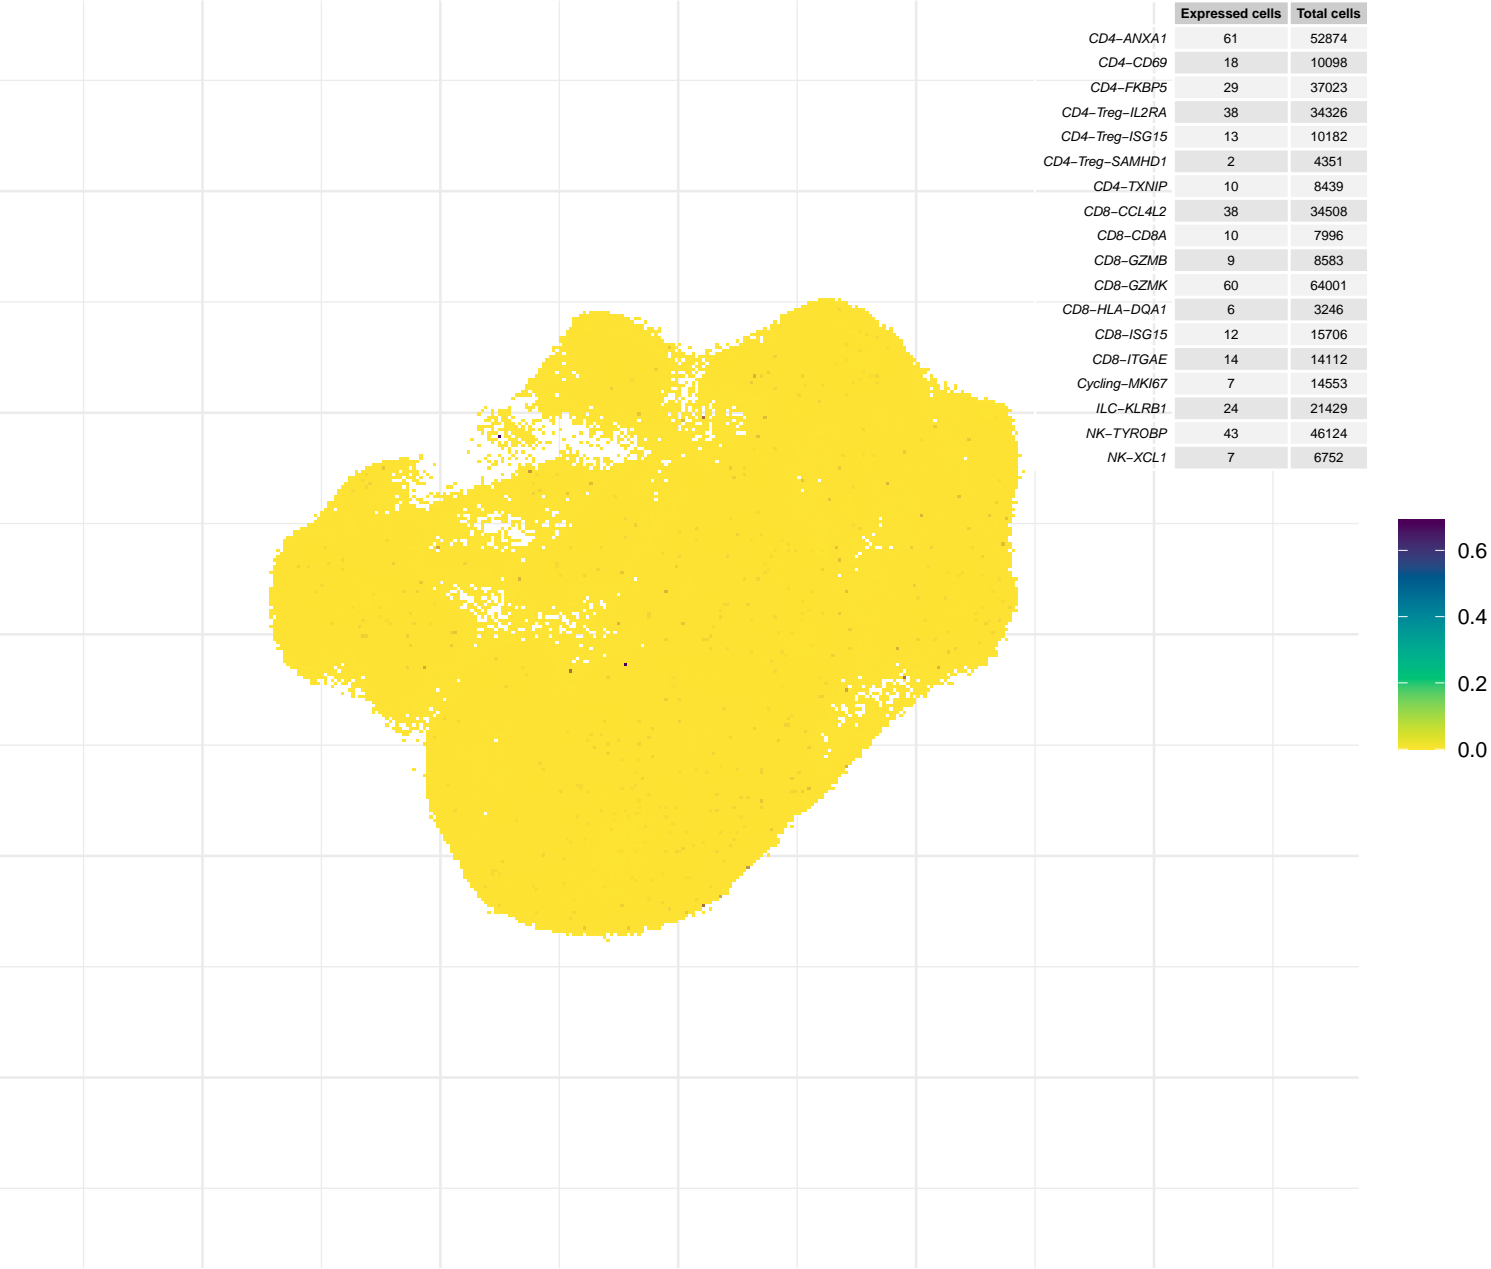 Expressed cells Total cells
CD4−ANXA1 61 52874
CD4−CD69 18 10098
CD4−FKBP5 29 37023
CD4−Treg−IL2RA 38 34326
CD4−Treg−ISG15 13 10182
CD4−Treg−SAMHD1 2 4351
CD4−TXNIP 10 8439
CD8−CCL4L2 38 34508
CD8−CD8A 10 7996
CD8−GZMB 9 8583
CD8−GZMK 60 64001
CD8−HLA−DQA1 6 3246
CD8−ISG15 12 15706
CD8−ITGAE 14 14112
Cycling−MKI67 7 14553
ILC−KLRB1 24 21429
NK−TYROBP 43 46124
NK−XCL1 7 6752
0.6
0.4
0.2
0.0